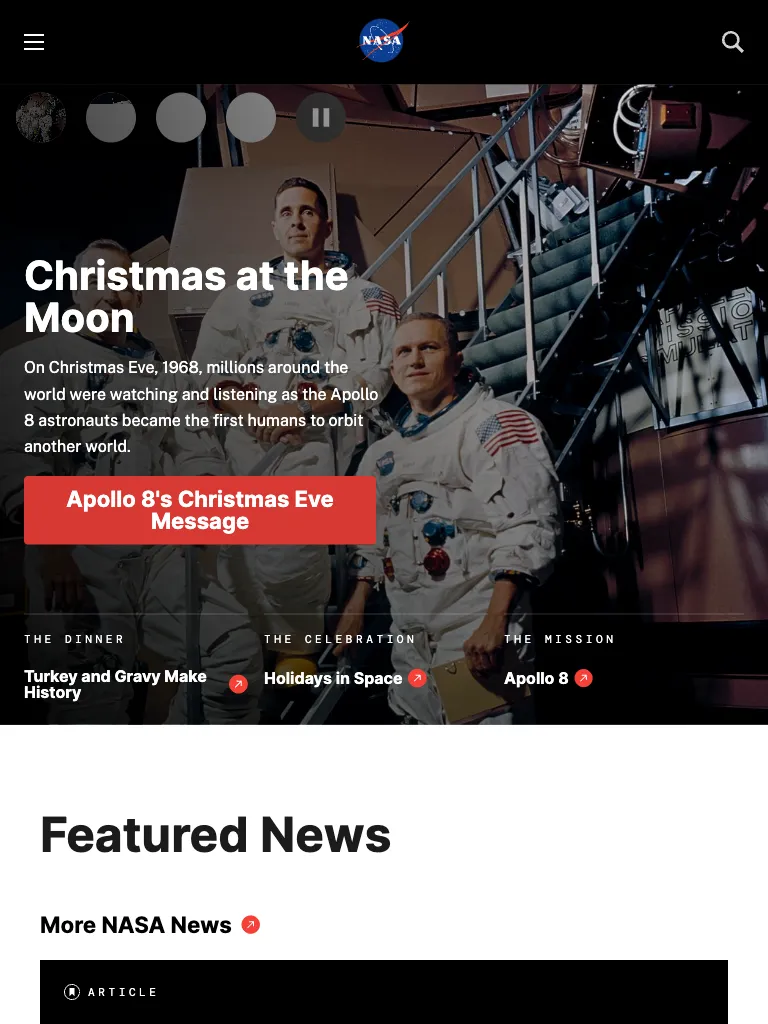 NASA
Christmas at the
Moon
On Christmas Eve, 1968, millions around the
world were watching and listening as the Apollo
8 astronauts became the first humans to orbit
another world.
Apollo 8's Christmas Eve
Message
THE DINNER
Turkey and Gravy Make
History
THE CELEBRATION
Holidays in Space
THE MISSION
Apollo 8
Featured News
More NASA News
ARTICLE